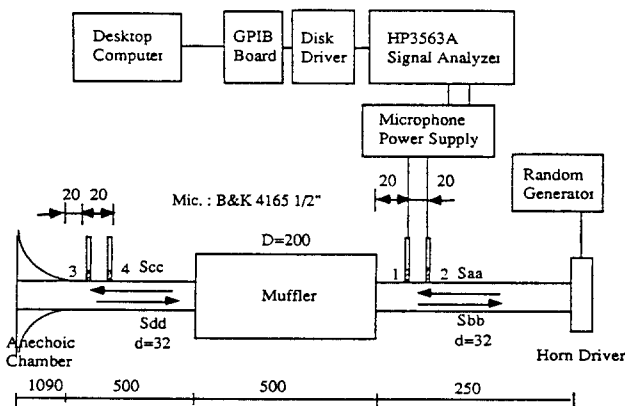 Desktop
Computer
GPIB
Board
Disk
Driver
HP3563A
Signal Analyzer
Microphone
Power Supply
Random
Generator
20 20
Mic. : B&K 4165 1/2"
20 20
D=200
3 4 Scc
1 2 Saa
Muffler
Sdd
d=32
Sbb
d=32
Anechoic
Chamber
Horn Driver
1090 500 500 250